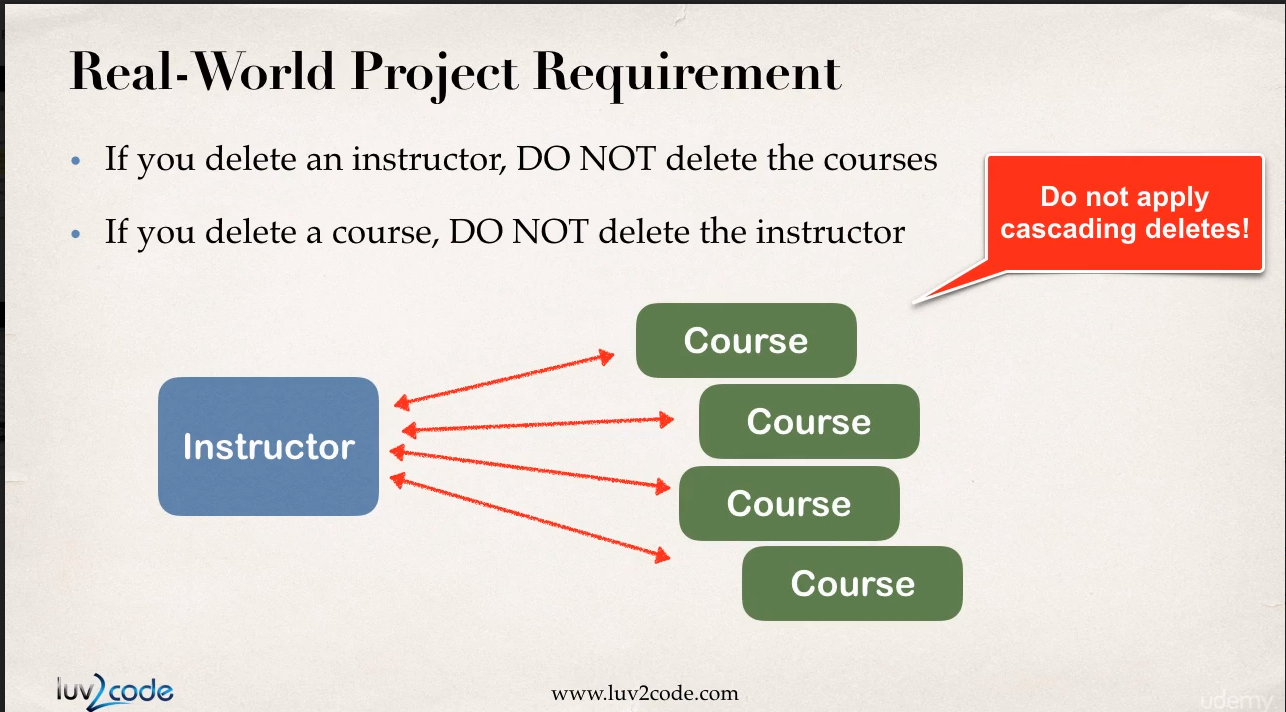 Real-World Project Requirement
• If you delete an instructor, DO NOT delete the courses
• If you delete a course, DO NOT delete the instructor
Do not apply
cascading deletes!
Course
Course
Instructor
Course
Course
luv2code
www.luv2code.com
udemy